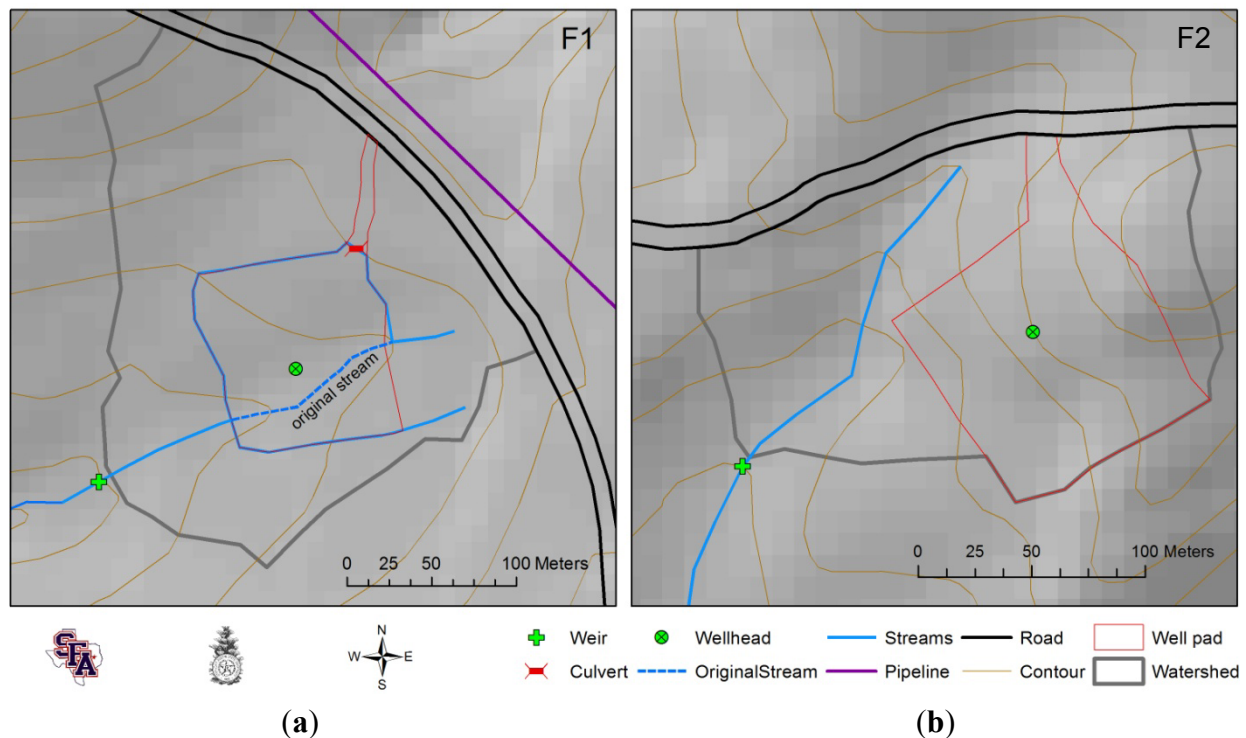 F1
F2
original stream
0 25 50 100 Meters
0 25 50 100 Meters
SFA
N
W E
S
Weir
Wellhead
Streams
Road
Well pad
Culvert
OriginalStream
Pipeline
Contour
Watershed
(a)
(b)